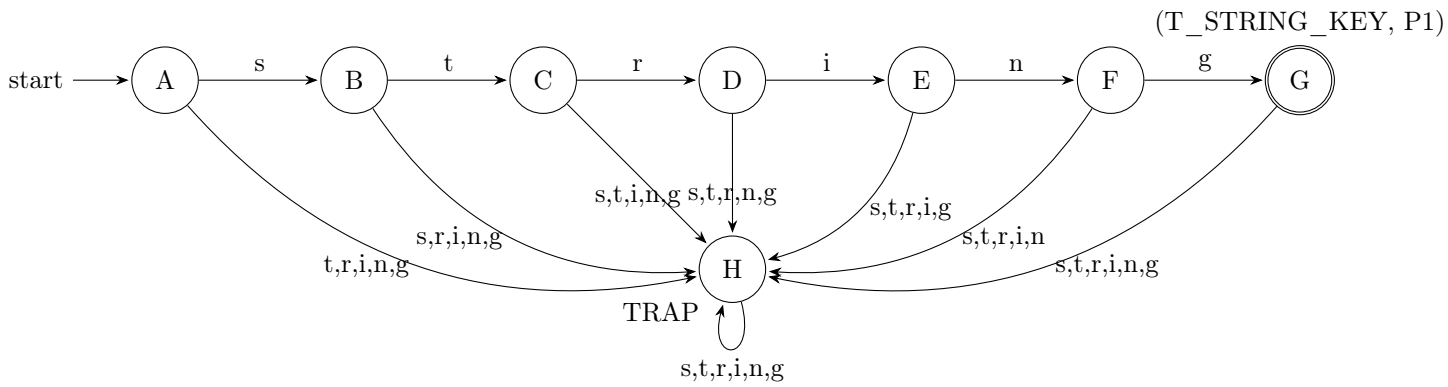 (T_STRING_KEY, P1)
start A s B t C r D i E n F g G
s,t,i,n,g s,t,r,n,g
s,t,r,i,g
s,r,i,n,g s,t,r,i,n
t,r,i,n,g s,t,r,i,n,g
H
TRAP
s,t,r,i,n,g